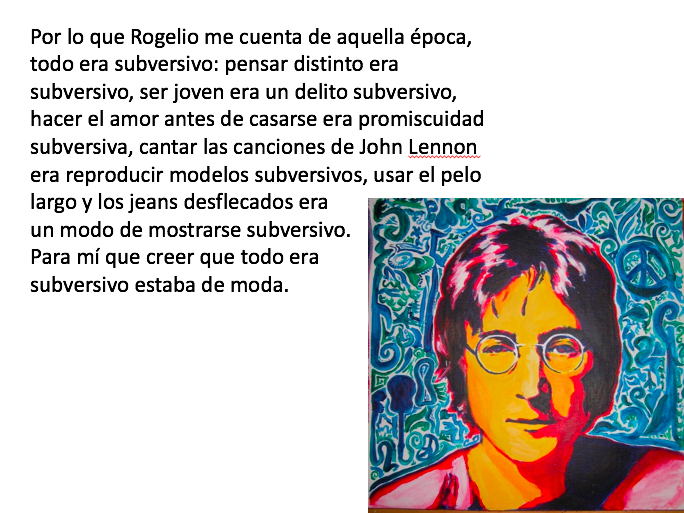 Por lo que Rogelio me cuenta de aquella época,
todo era subversivo: pensar distinto era
subversivo, ser joven era un delito subversivo,
hacer el amor antes de casarse era promiscuidad
subversiva, cantar las canciones de John Lennon
era reproducir modelos subversivos, usar el pelo
largo y los jeans desflecados era
un modo de mostrarse subversivo.
Para mí que creer que todo era
subversivo estaba de moda.